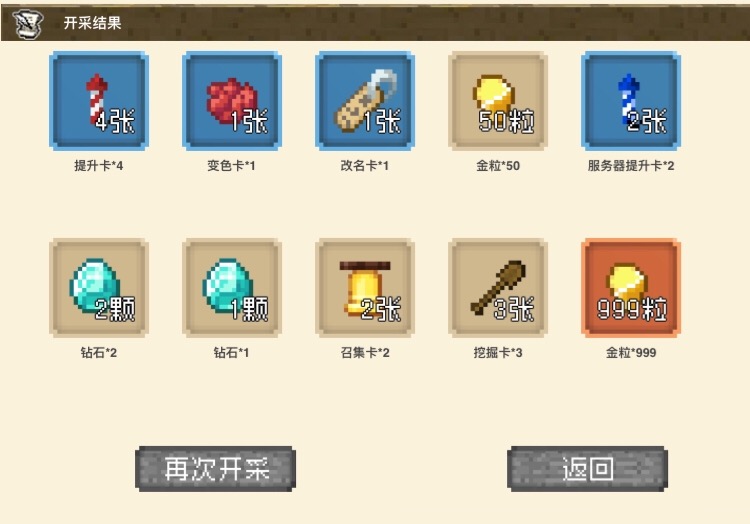 开采结果
4张
1张
1张
50粒
2张
提升卡*4
变色卡*1
改名卡*1
金粒*50
服务器提升卡*2
2颗
1颗
2张
3张
999粒
钻石*2
钻石*1
召集卡*2
挖掘卡*3
金粒*999
再次开采
返回